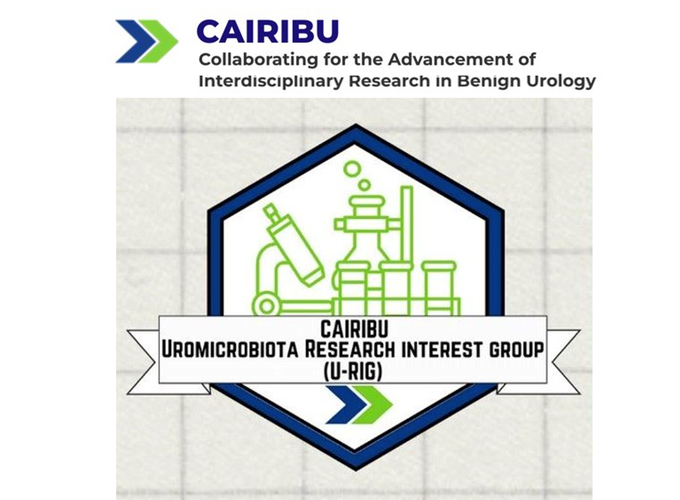 CAIRIBU
Collaborating for the Advancement of
Interdisciplinary Research in Benign Urology
CAIRIBU
UROMICROBIOTA RESEARCH INTEREST GROUP
(U-RIG)